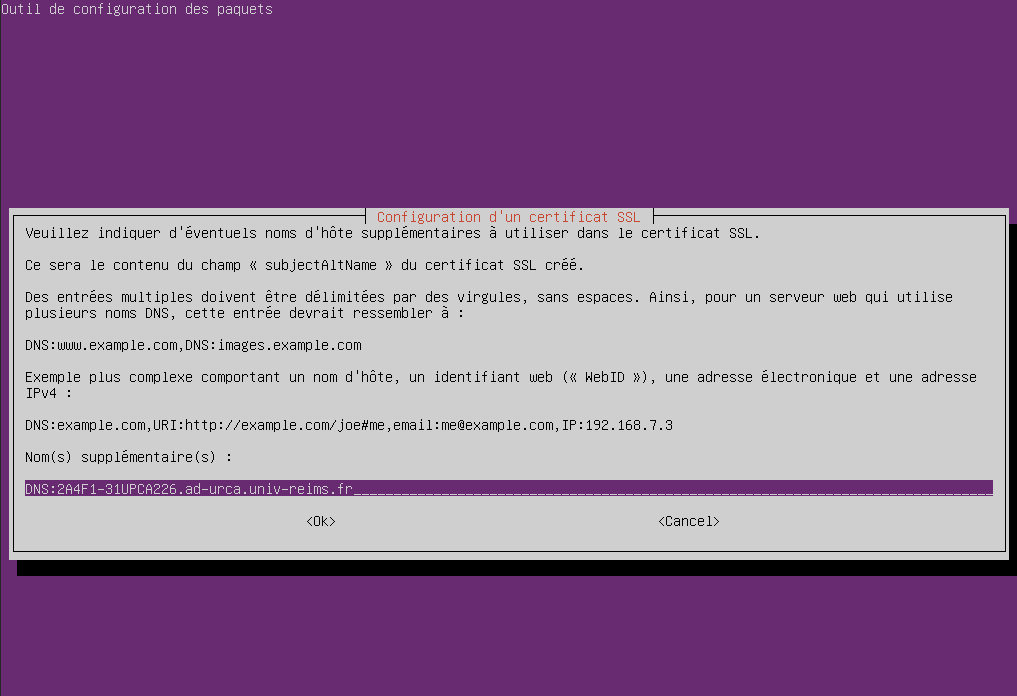 Outil de configuration des paquets
Configuration d'un certificat SSL
Veuillez indiquer d'éventuels noms d'hôte supplémentaires à utiliser dans le certificat SSL.
Ce sera le contenu du champ « subjectAltName » du certificat SSL créé.
Des entrées multiples doivent être délimitées par des virgules, sans espaces. Ainsi, pour un serveur web qui utilise
plusieurs noms DNS, cette entrée devrait ressembler à :
DNS:www.example.com,DNS:images.example.com
Exemple plus complexe comportant un nom d'hôte, un identifiant web (« WebID »), une adresse électronique et une adresse
IPv4 :
DNS:example.com,URI:http://example.com/joe#me,email:me@example.com,IP:192.168.7.3
Nom(s) supplémentaire(s) :
DNS:2A4F1-31UPCA226.ad-urca.univ-reims.fr
<Ok> <Cancel>